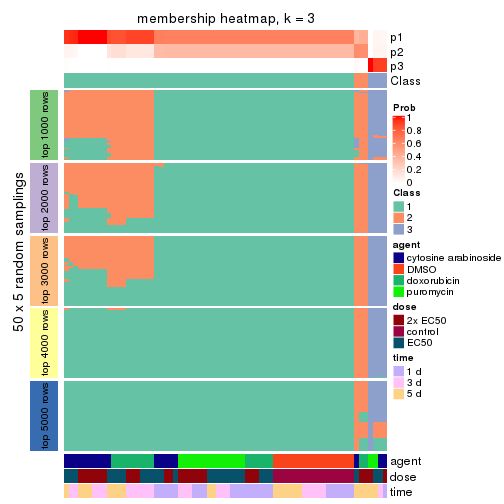 membership heatmap, k = 3
p1
p2
p3
Class
50 x 5 random samplings
top 1000 rows
top 2000 rows
top 3000 rows
top 4000 rows
top 5000 rows
agent
dose
time
Prob
1
0.8
0.6
0.4
0.2
0
Class
1
2
3
agent
cytosine arabinoside
DMSO
doxorubicin
puromycin
dose
2x EC50
control
EC50
time
1 d
3 d
5 d